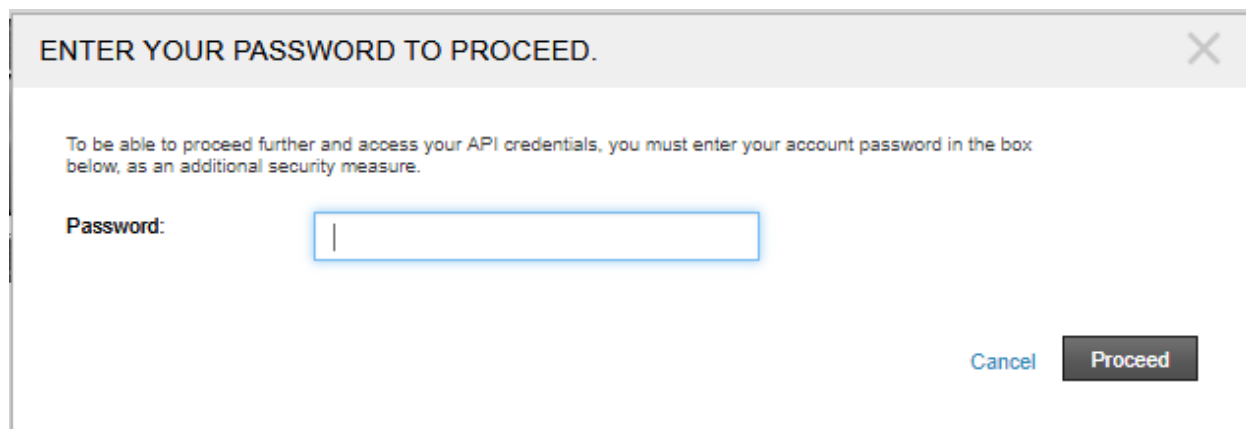 ENTER YOUR PASSWORD TO PROCEED.
To be able to proceed further and access your API credentials, you must enter your account password in the box
below, as an additional security measure.
Password:
Cancel
Proceed